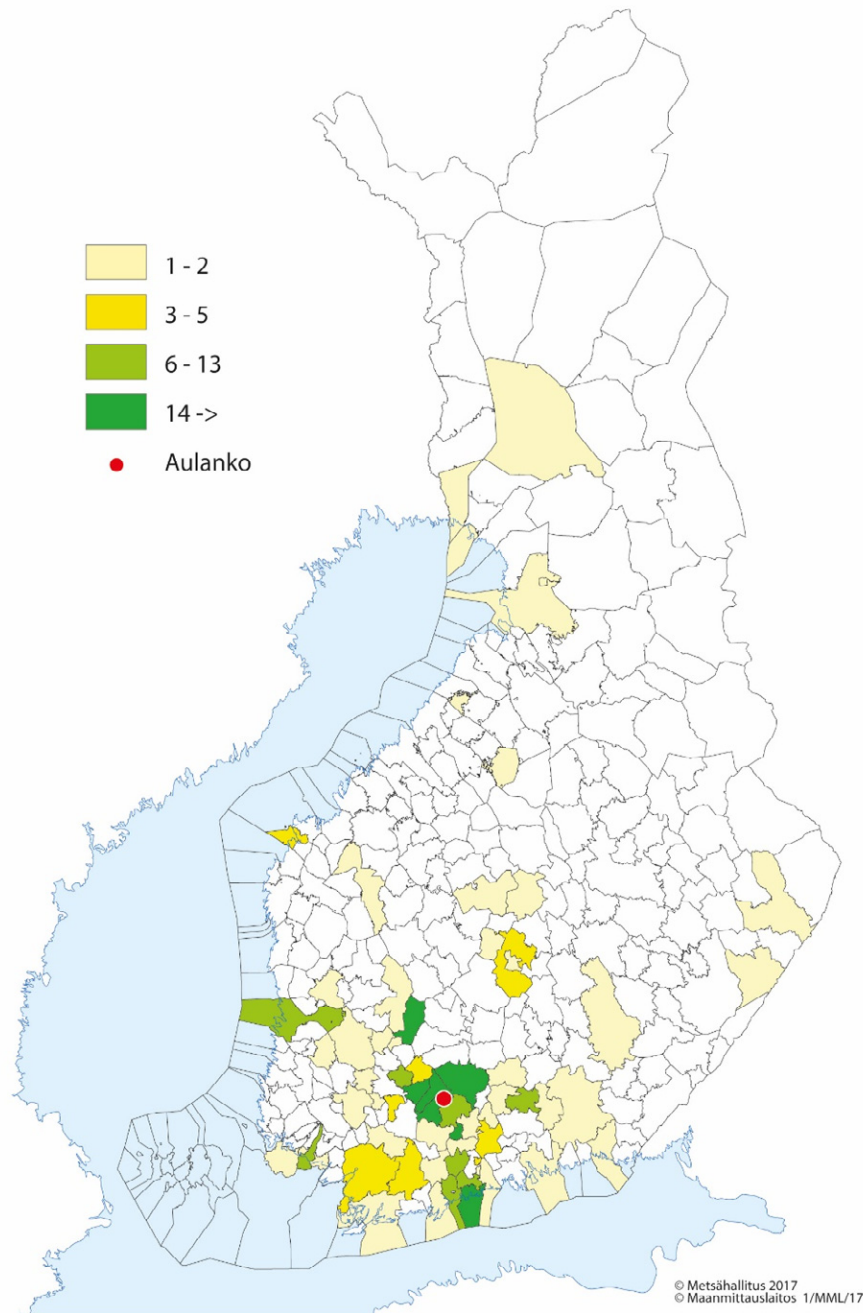 1 - 2
3 - 5
6 - 13
14 ->
Aulanko
© Metsähallitus 2017
© Maanmittauslaitos 1/MML/17